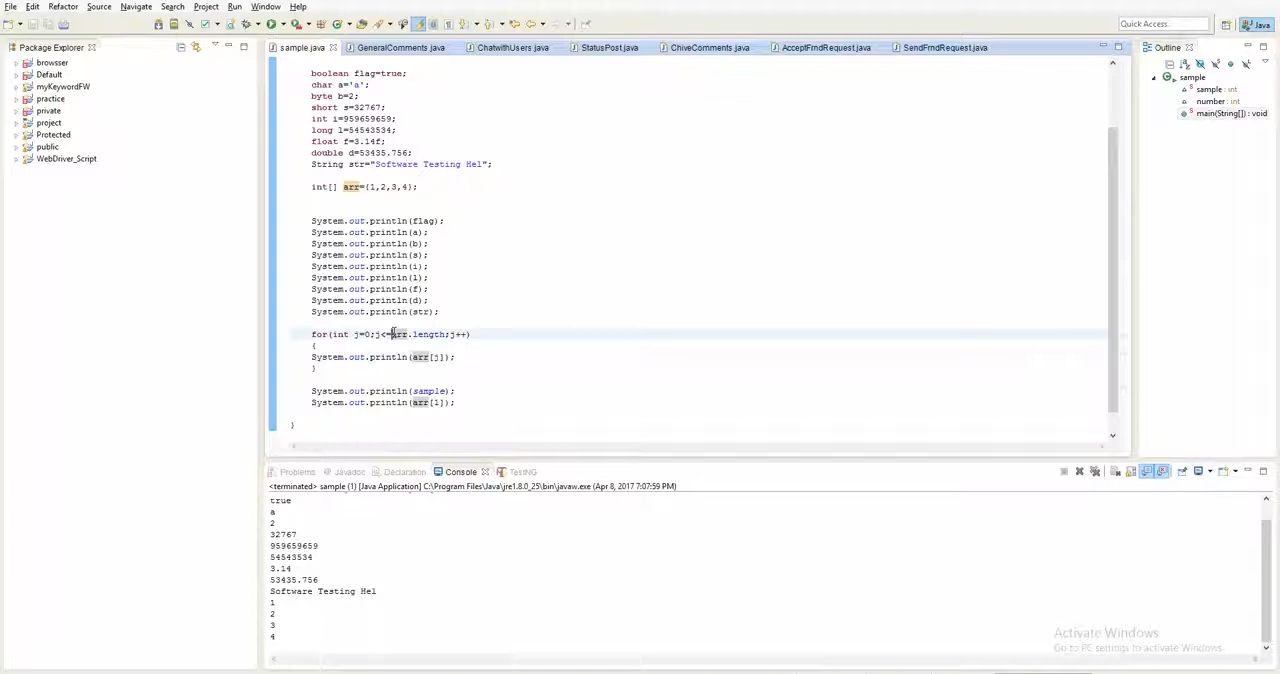 File Edit Refactor Source Navigate Search Project Run Window Help
Quick Access
Java
Package Explorer
browsser
Default
myKeywordFW
practice
private
project
Protected
public
WebDriver_Script
sample.java GeneralComments.java ChatwithUsers.java StatusPost.java ChiveComments.java AcceptFrndRequest.java SendFrndRequest.java
boolean flag=true;
char a='a';
byte b=2;
short s=32767;
int i=959659659;
long l=54543534;
float f=3.14f;
double d=53435.756;
String str="Software Testing Hel";
int[] arr={1,2,3,4};
System.out.println(flag);
System.out.println(a);
System.out.println(b);
System.out.println(s);
System.out.println(i);
System.out.println(l);
System.out.println(f);
System.out.println(d);
System.out.println(str);
for(int j=0;j<=arr.length;j++)
{
System.out.println(arr[j]);
}
System.out.println(sample);
System.out.println(arr[1]);
}
Outline
sample
sample : int
number : int
main(String[]) : void
Problems Javadoc Declaration Console TestNG
<terminated> sample (1) [Java Application] C:\Program Files\Java\jre1.8.0_25\bin\javaw.exe (Apr 8, 2017 7:07:59 PM)
true
a
2
32767
959659659
54543534
3.14
53435.756
Software Testing Hel
1
2
3
4
Activate Windows
Go to PC settings to activate Windows.